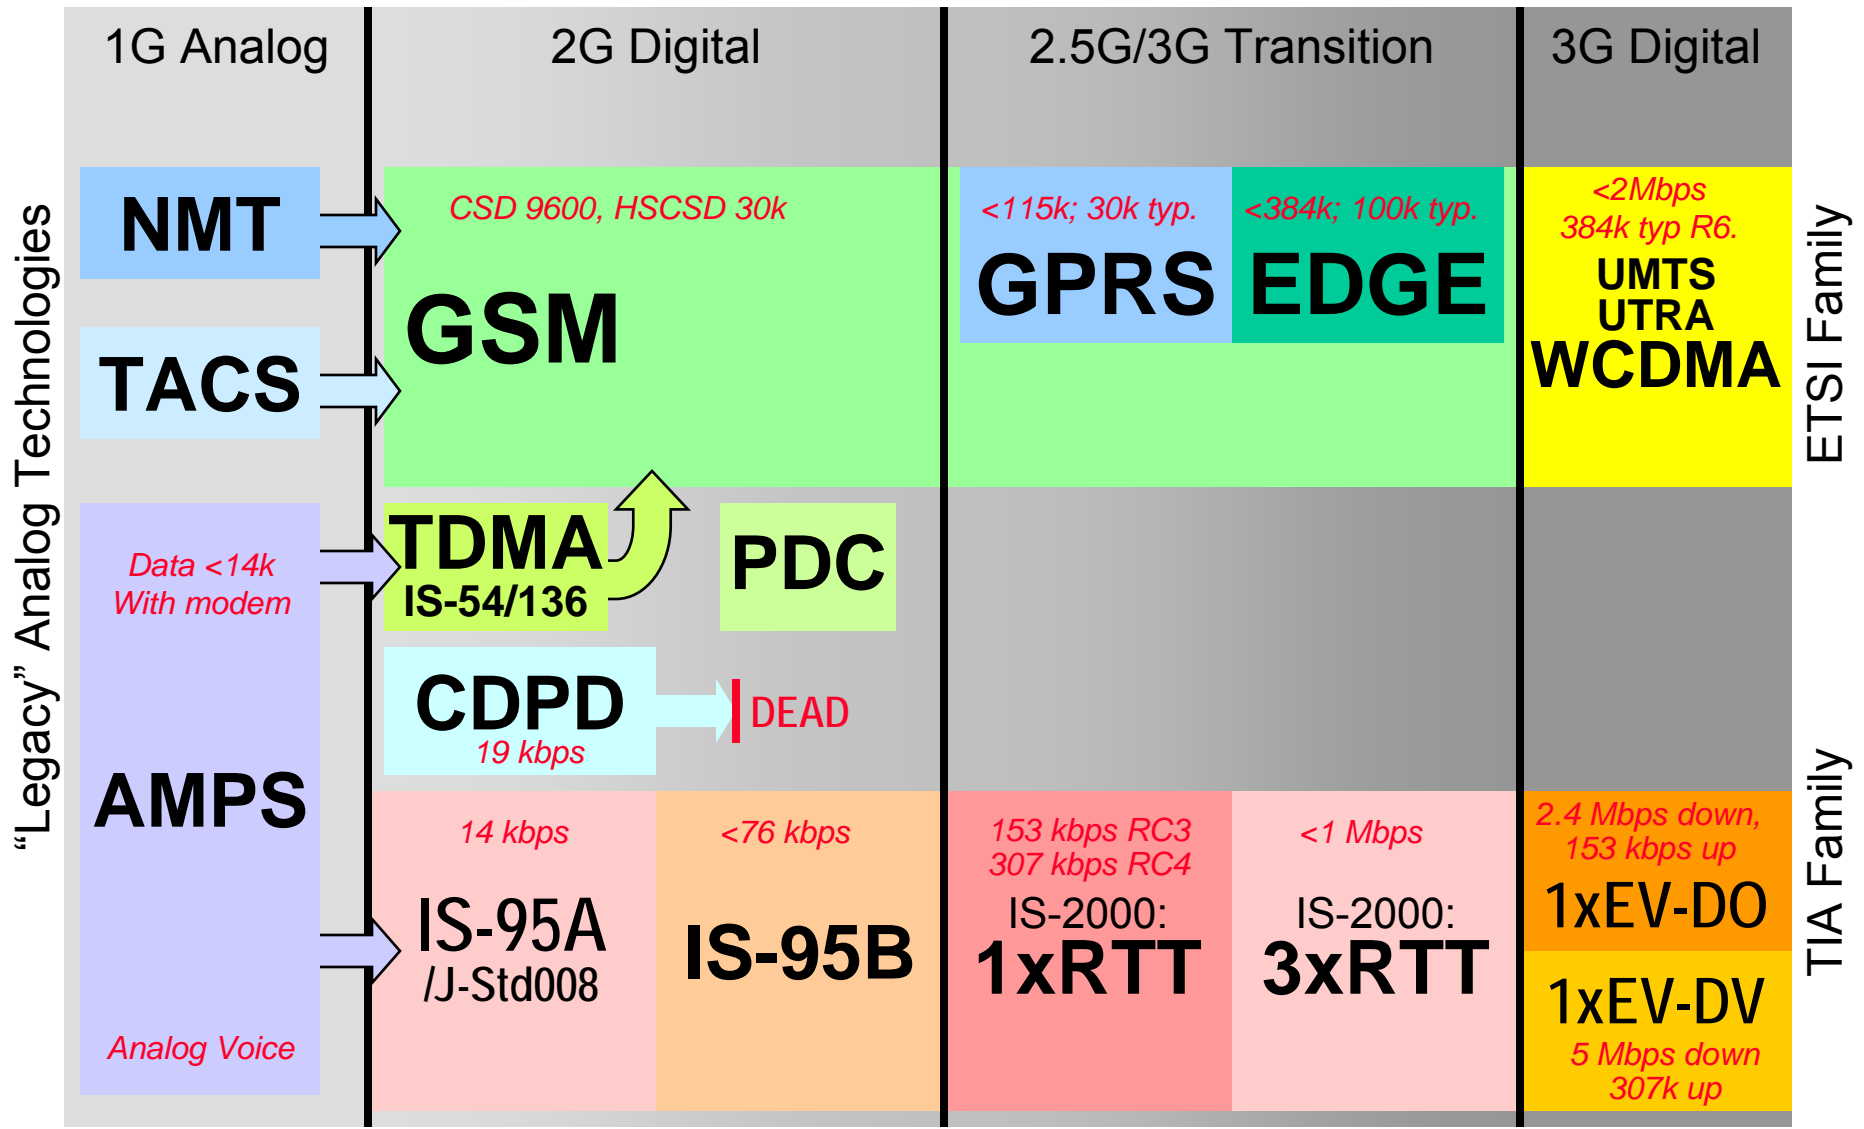 1G Analog
2G Digital
2.5G/3G Transition
3G Digital
“Legacy” Analog Technologies
NMT
TACS
Data <14k
With modem
AMPS
Analog Voice
CSD 9600, HSCSD 30k
GSM
TDMA
IS-54/136
PDC
CDPD
19 kbps
DEAD
14 kbps
IS-95A
/J-Std008
<76 kbps
IS-95B
<115k; 30k typ.
GPRS
<384k; 100k typ.
EDGE
153 kbps RC3
307 kbps RC4
IS-2000:
1xRTT
<1 Mbps
IS-2000:
3xRTT
<2Mbps
384k typ R6.
UMTS
UTRA
WCDMA
2.4 Mbps down,
153 kbps up
1xEV-DO
1xEV-DV
5 Mbps down
307k up
ETSI Family
TIA Family